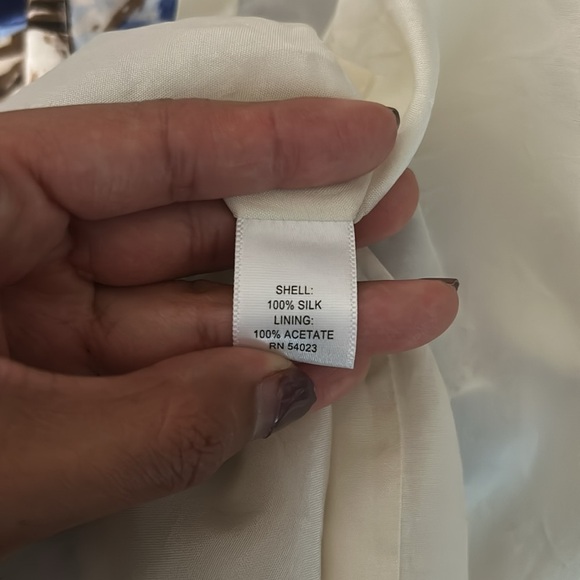 SHELL:
100% SILK
LINING:
100% ACETATE
RN 54023